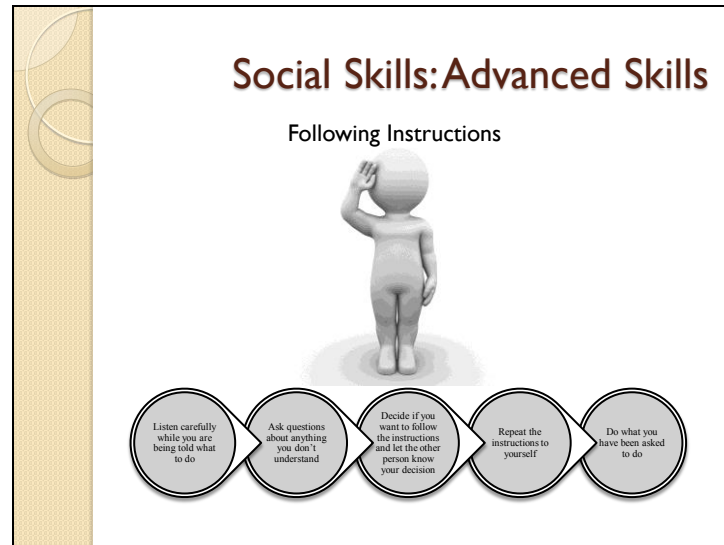 Social Skills: Advanced Skills
Following Instructions
Listen carefully
while you are
being told what
to do
Ask questions
about anything
you don't
understand
Decide if you
want to follow
the instructions
and let the other
person know
your decision
Repeat the
instructions to
yourself
Do what you
have been asked
to do